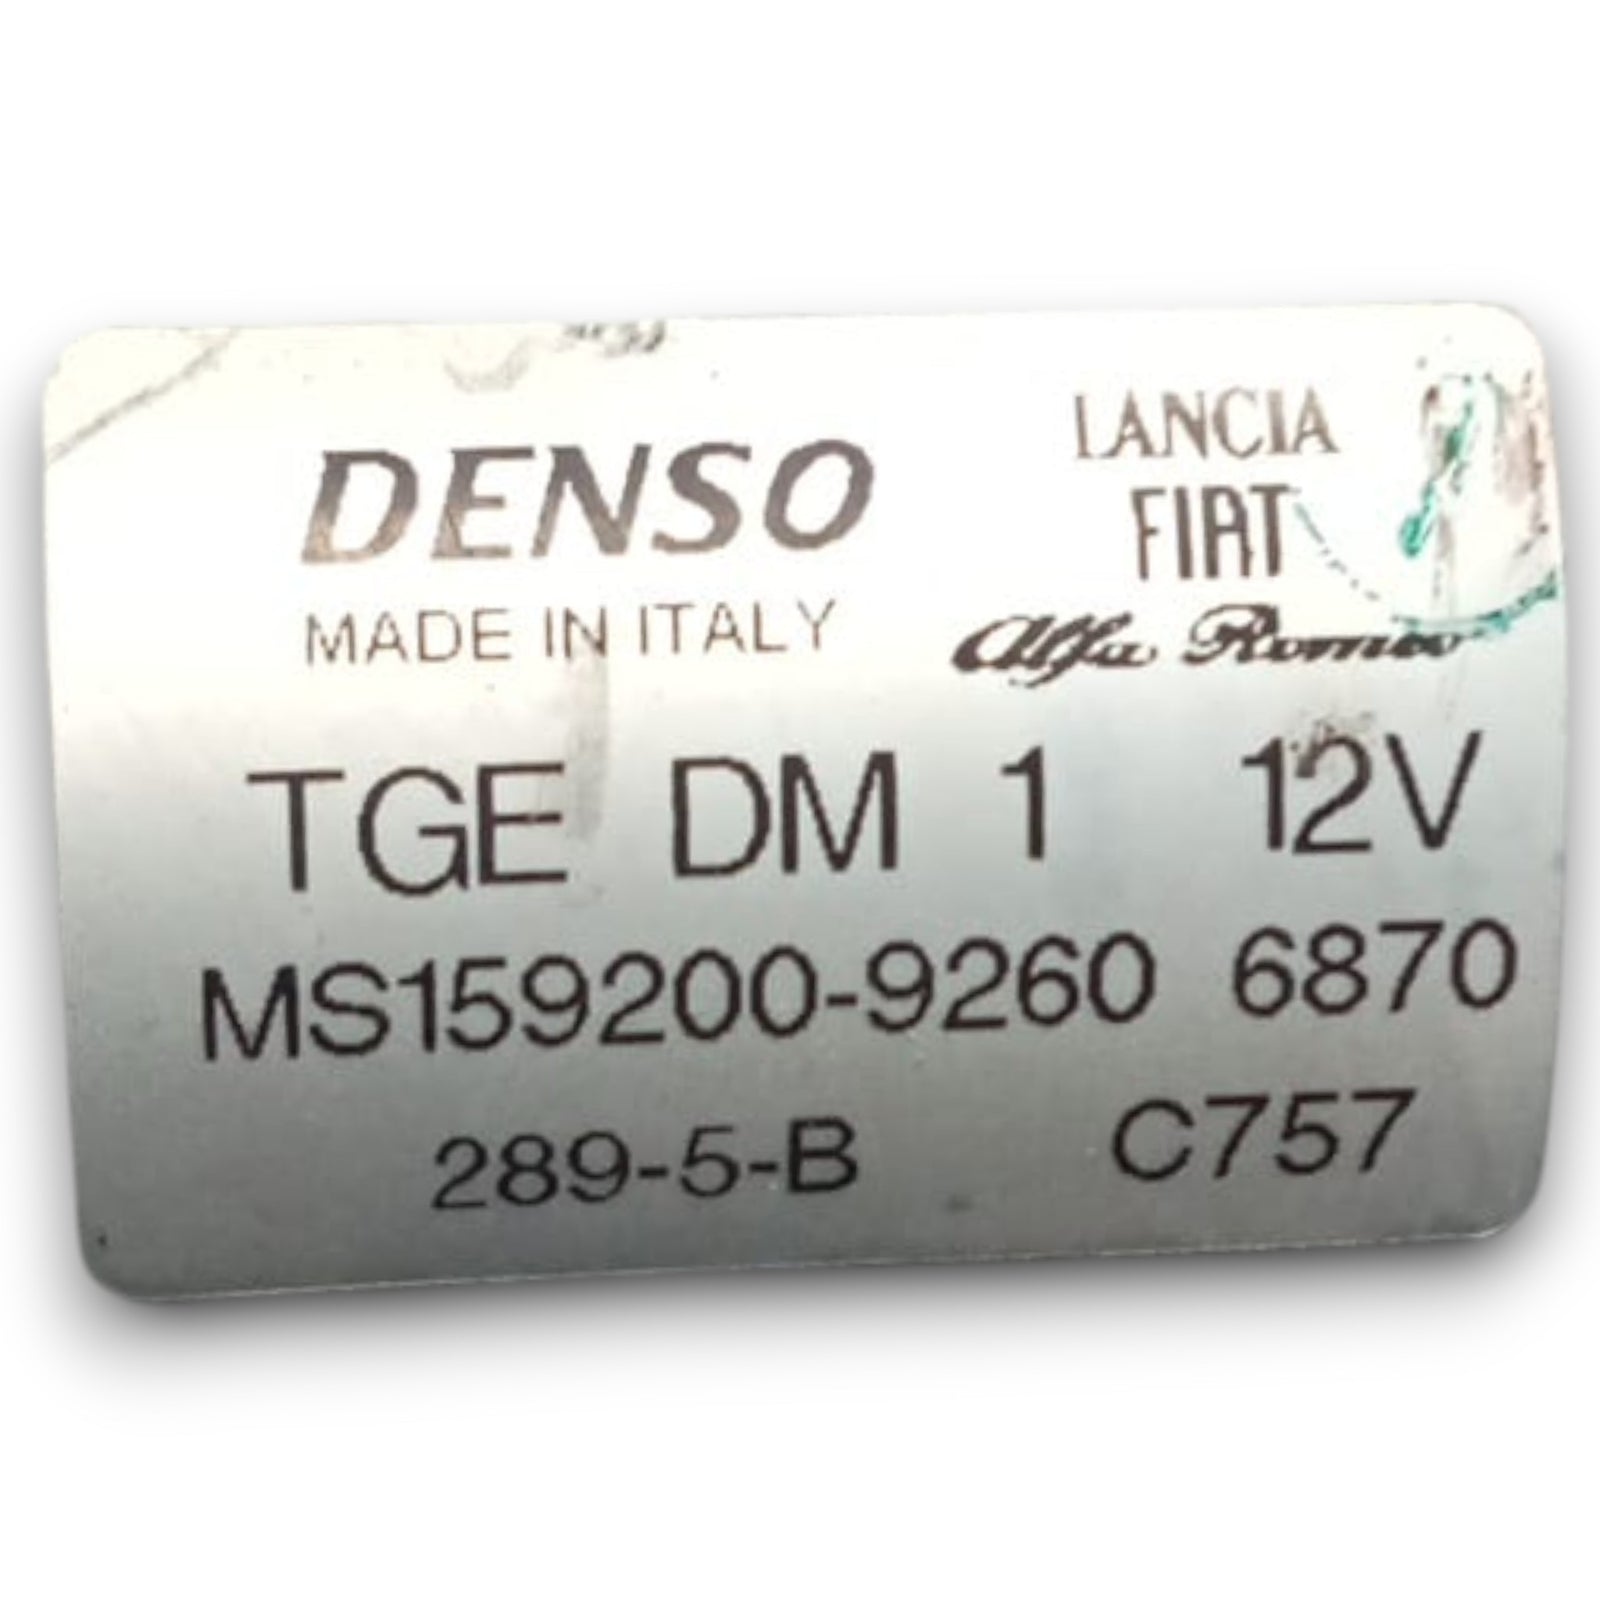 DENSO
MADE IN ITALY
LANCIA
FIAT
Alfa Romeo
TGE DM 1 12V
MS159200-9260 6870
289-5-B C757